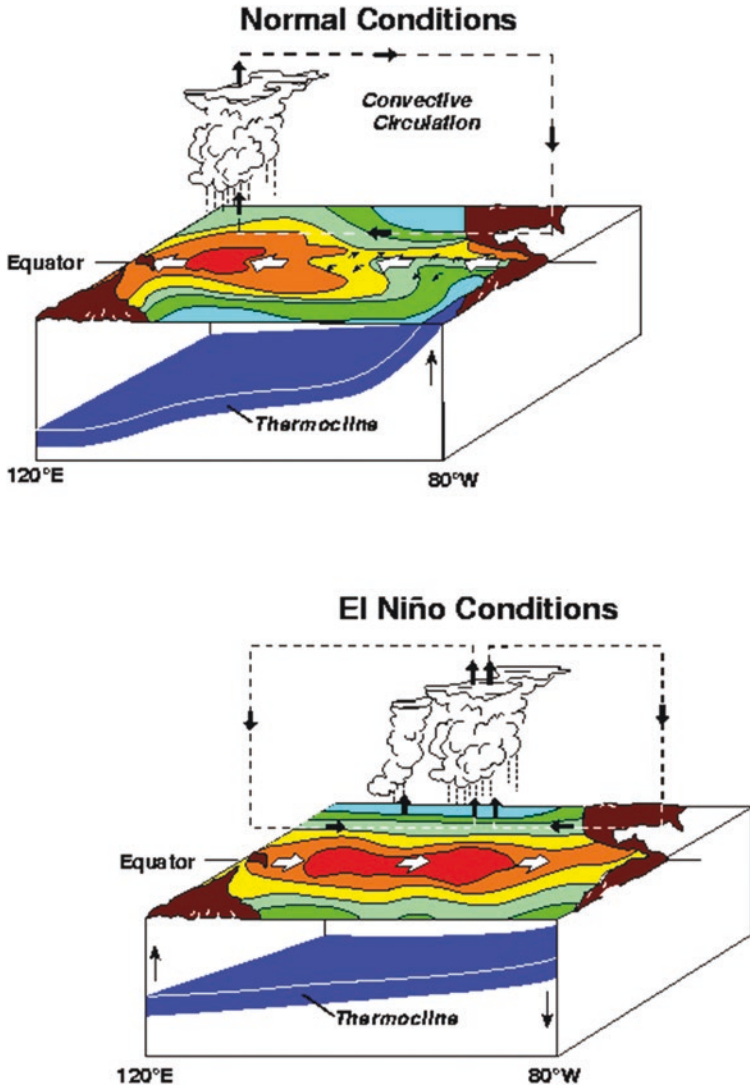 Normal Conditions
Convective
Circulation
Equator
Thermocline
120°E
80°W
El Niño Conditions
Equator
Thermocline
120°E
80°W